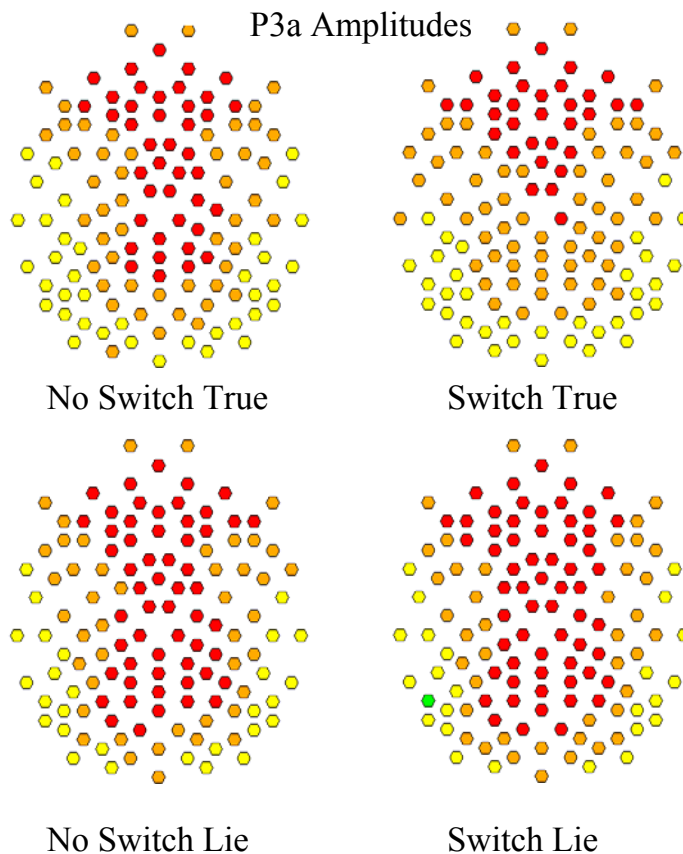 P3a Amplitudes
No Switch True
Switch True
No Switch Lie
Switch Lie